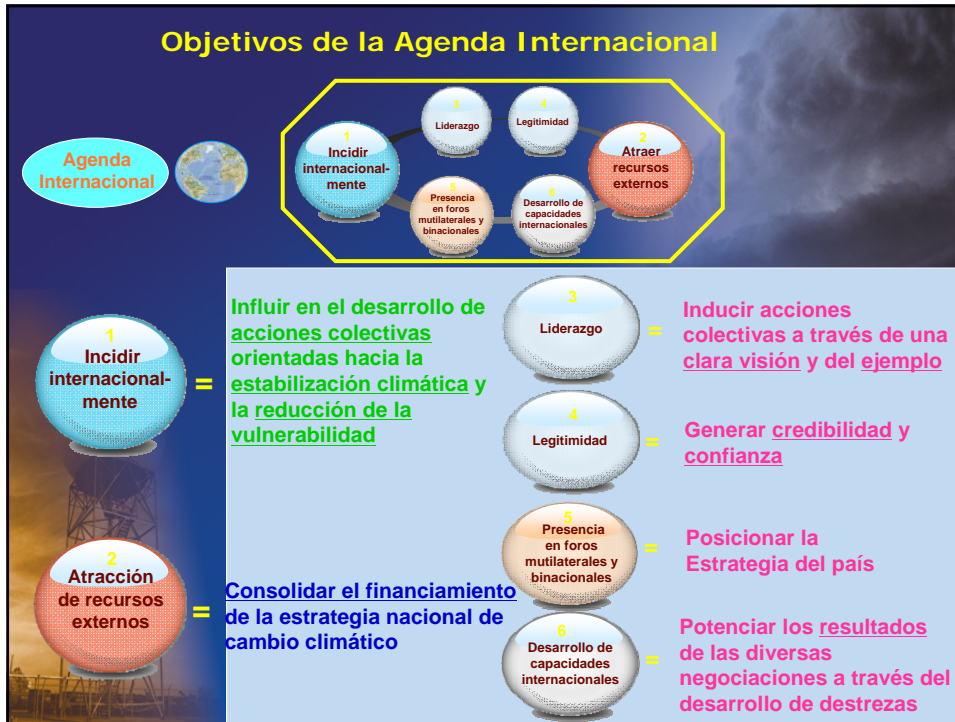 Objetivos de la Agenda Internacional
Agenda
Internacional
1
Incidir
internacional-
mente
3
Liderazgo
4
Legitimidad
2
Atraer
recursos
externos
5
Presencia
en foros
mutilaterales y
binacionales
6
Desarrollo de
capacidades
internacionales
1
Incidir
internacional-
mente
=
Influir en el desarrollo de
acciones colectivas
orientadas hacia la
estabilización climática y
la reducción de la
vulnerabilidad
2
Atracción
de recursos
externos
=
Consolidar el financiamiento
de la estrategia nacional de
cambio climático
3
Liderazgo
=
Inducir acciones
colectivas a través de una
clara visión y del ejemplo
4
Legitimidad
=
Generar credibilidad y
confianza
5
Presencia
en foros
mutilaterales y
binacionales
=
Posicionar la
Estrategia del país
6
Desarrollo de
capacidades
internacionales
=
Potenciar los resultados
de las diversas
negociaciones a través del
desarrollo de destrezas